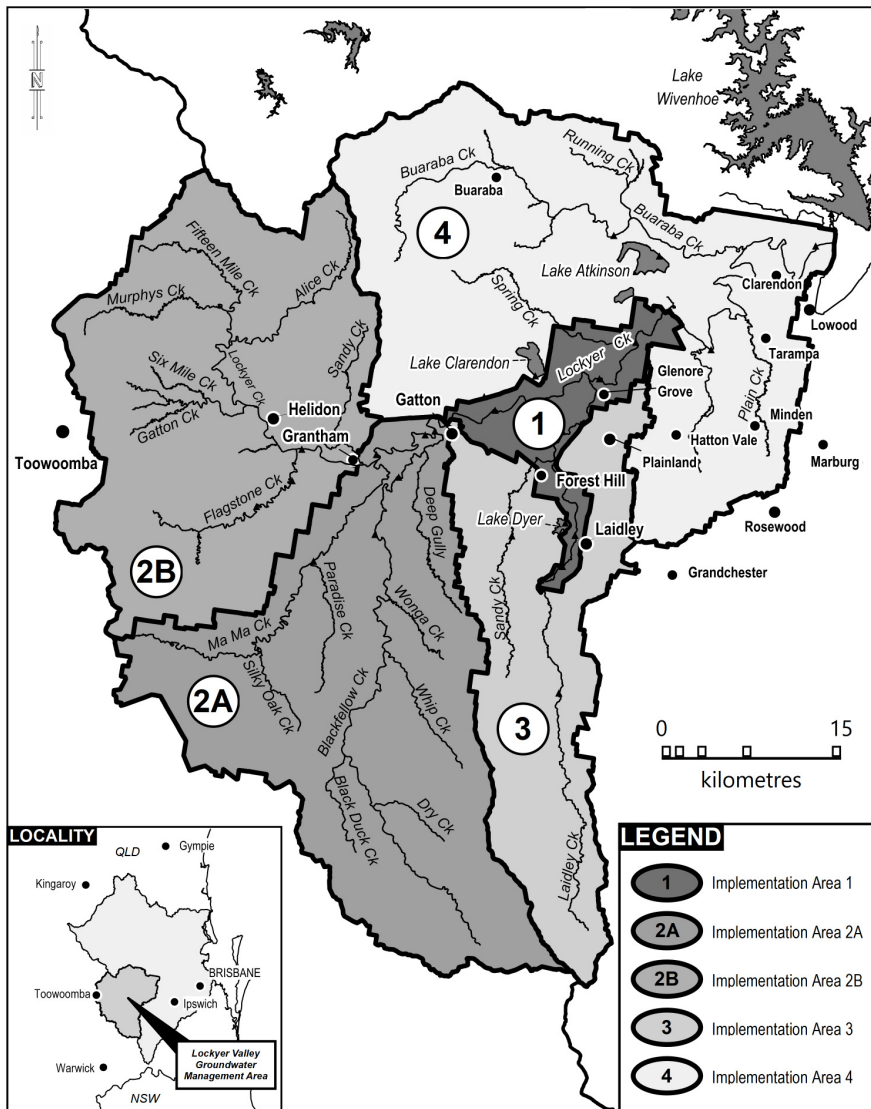 N
Lake
Wivenhoe
Running Ck
Buaraba Ck
Buaraba
4
Buaraba Ck
Fifteen Mile Ck
Alice Ck
Lake Atkinson
Clarendon
Murphys Ck
Spring Ck
Lowood
Sandy Ck
Lockyer Ck
Tarampa
Lake Clarendon
Lockyer Ck
Six Mile Ck
Glenore
Grove
Plain Ck
Gatton Ck
Helidon
Gatton
1
Minden
Toowoomba
Grantham
Hatton Vale
Plainland
Marburg
Forest Hill
Flagstone Ck
Deep Gully
Lake Dyer
Rosewood
Laidley
2B
Grandchester
Paradise Ck
Wonga Ck
Sandy Ck
Ma Ma Ck
Silky Oak Ck
2A
Blackfellow Ck
Whip Ck
3
0
15
kilometres
Black Duck Ck
Dry Ck
Laidley Ck
LOCALITY
QLD
Gympie
Kingaroy
BRISBANE
Toowoomba
Ipswich
Lockyer Valley
Groundwater
Management Area
Warwick
NSW
LEGEND
1 Implementation Area 1
2A Implementation Area 2A
2B Implementation Area 2B
3 Implementation Area 3
4 Implementation Area 4